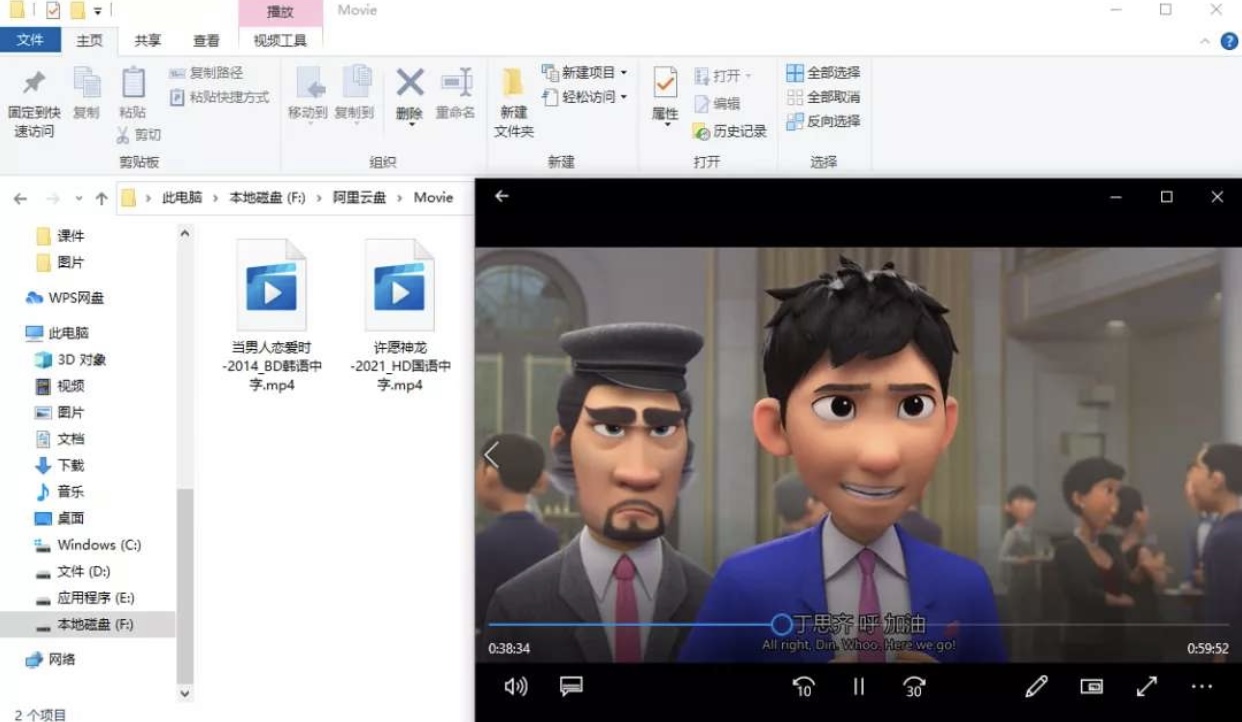 播放
Movie
文件
主页
共享
查看
视频工具
固定到快
速访问
复制
粘贴
复制路径
粘贴快捷方式
剪切
剪贴板
移动到
复制到
删除
重命名
组织
新建
文件夹
新建项目
轻松访问
新建
属性
打开
编辑
历史记录
打开
全部选择
全部取消
反向选择
选择
此电脑 › 本地磁盘 (F:) › 阿里云盘 › Movie
课件
图片
WPS网盘
此电脑
3D 对象
视频
图片
文档
下载
音乐
桌面
Windows (C:)
文件 (D:)
应用程序 (E:)
本地磁盘 (F:)
网络
2 个项目
当男人恋爱时
-2014_BD韩语中
字.mp4
许愿神龙
-2021_HD国语中
字.mp4
丁思齐 呼 加油
All right, Din. Whoo. Here we go!
0:38:34
0:59:52
10
30